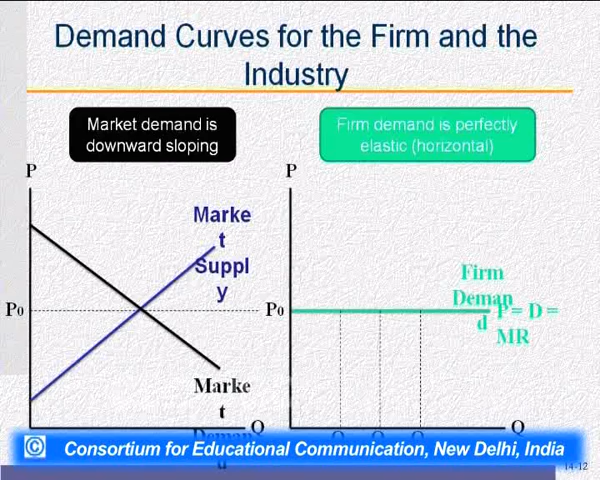 Demand Curves for the Firm and the
Industry
Market demand is
downward sloping
Firm demand is perfectly
elastic (horizontal)
P
P
Marke
t
Suppl
y
Firm
Deman
d
P = D =
MR
P0
P0
Marke
t
Deman
d
Q
Q
© Consortium for Educational Communication, New Delhi, India
14-12